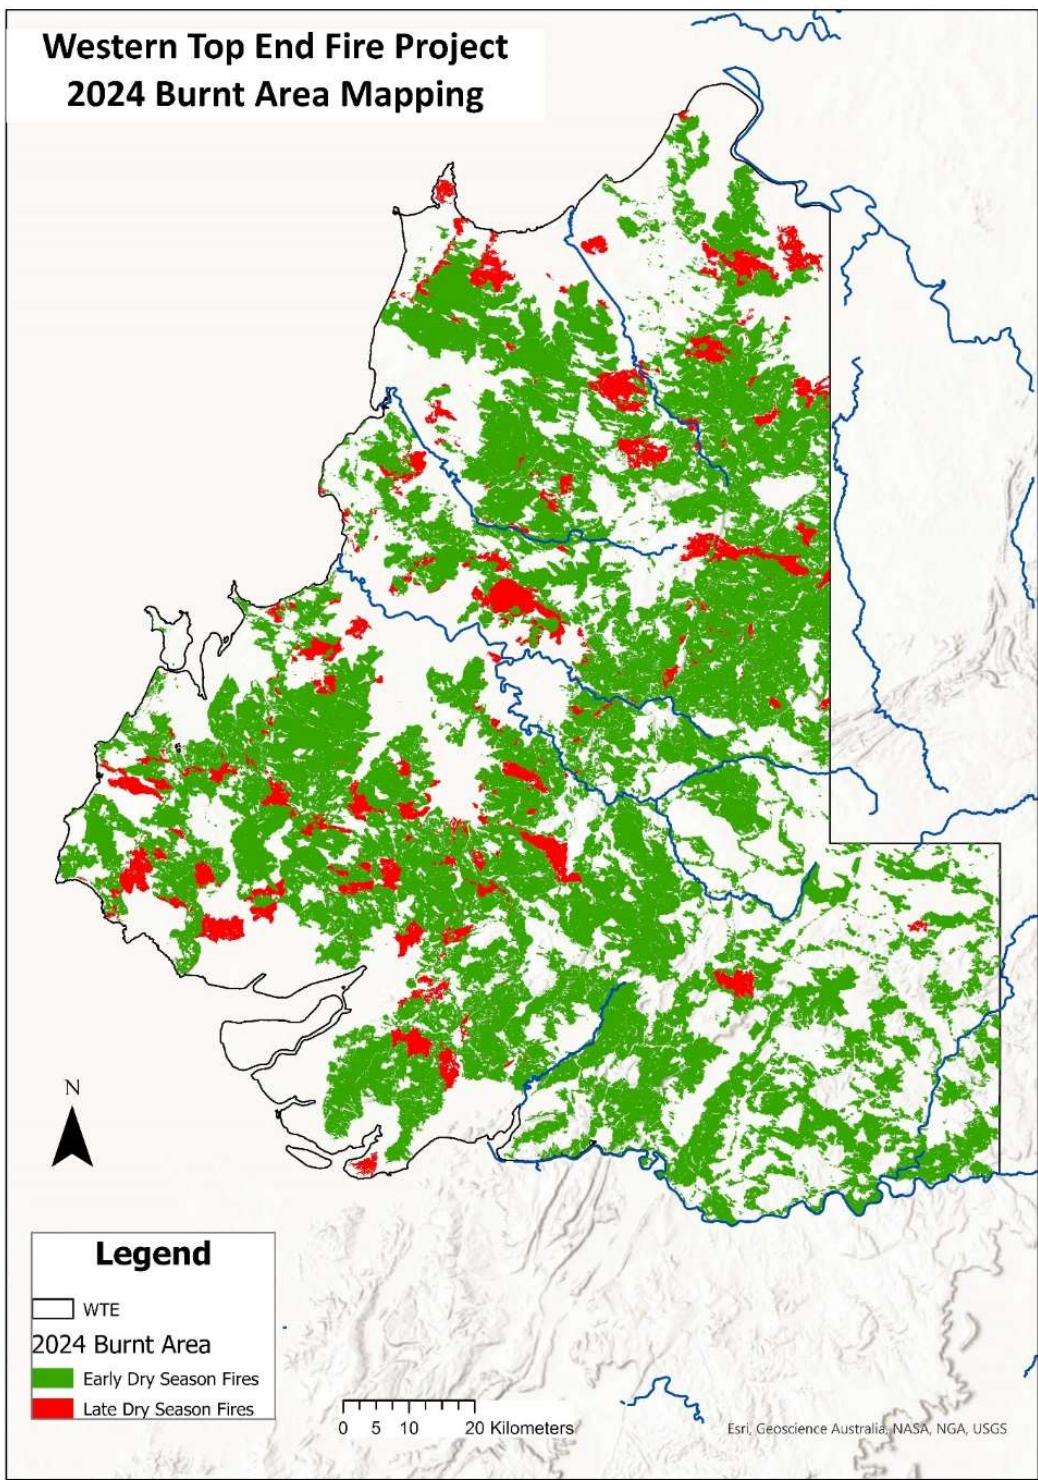 Western Top End Fire Project
2024 Burnt Area Mapping
N
Legend
WTE
2024 Burnt Area
Early Dry Season Fires
Late Dry Season Fires
0 5 10 20 Kilometers
Esri, Geoscience Australia, NASA, NGA, USGS